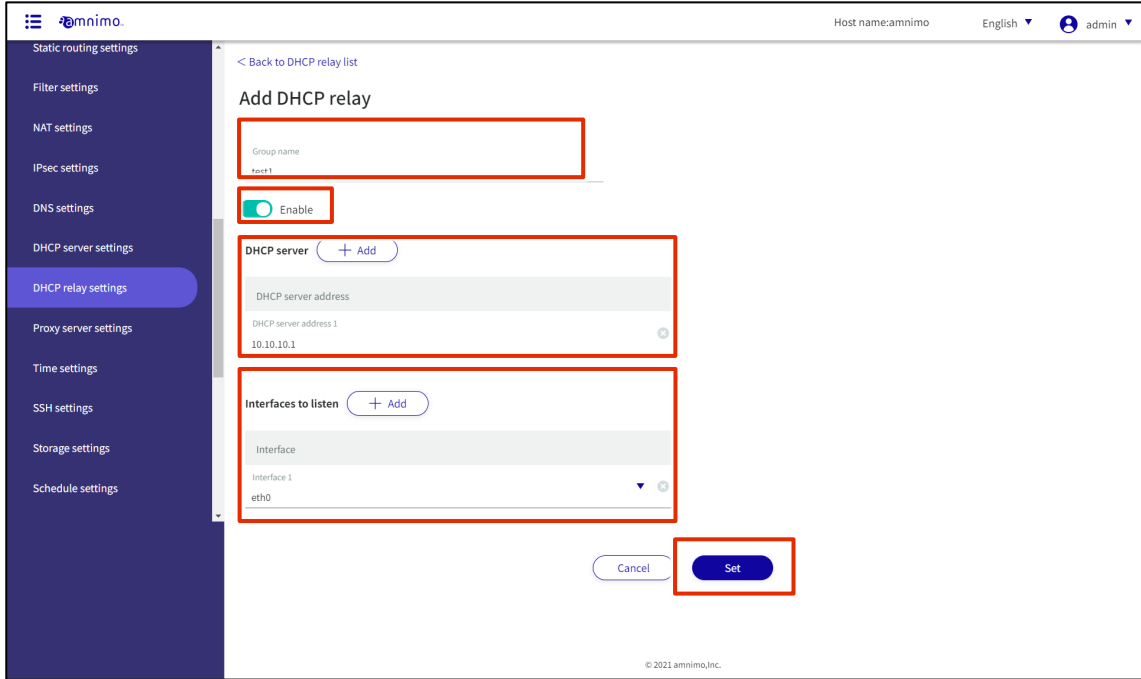 amnimo.
Host name:amnimo
English
admin
Static routing settings
Filter settings
NAT settings
IPsec settings
DNS settings
DHCP server settings
DHCP relay settings
Proxy server settings
Time settings
SSH settings
Storage settings
Schedule settings
< Back to DHCP relay list
Add DHCP relay
Group name
test1
Enable
DHCP server + Add
DHCP server address
DHCP server address 1
10.10.10.1
Interfaces to listen + Add
Interface
Interface 1
eth0
Cancel
Set
© 2021 amnimo,Inc.